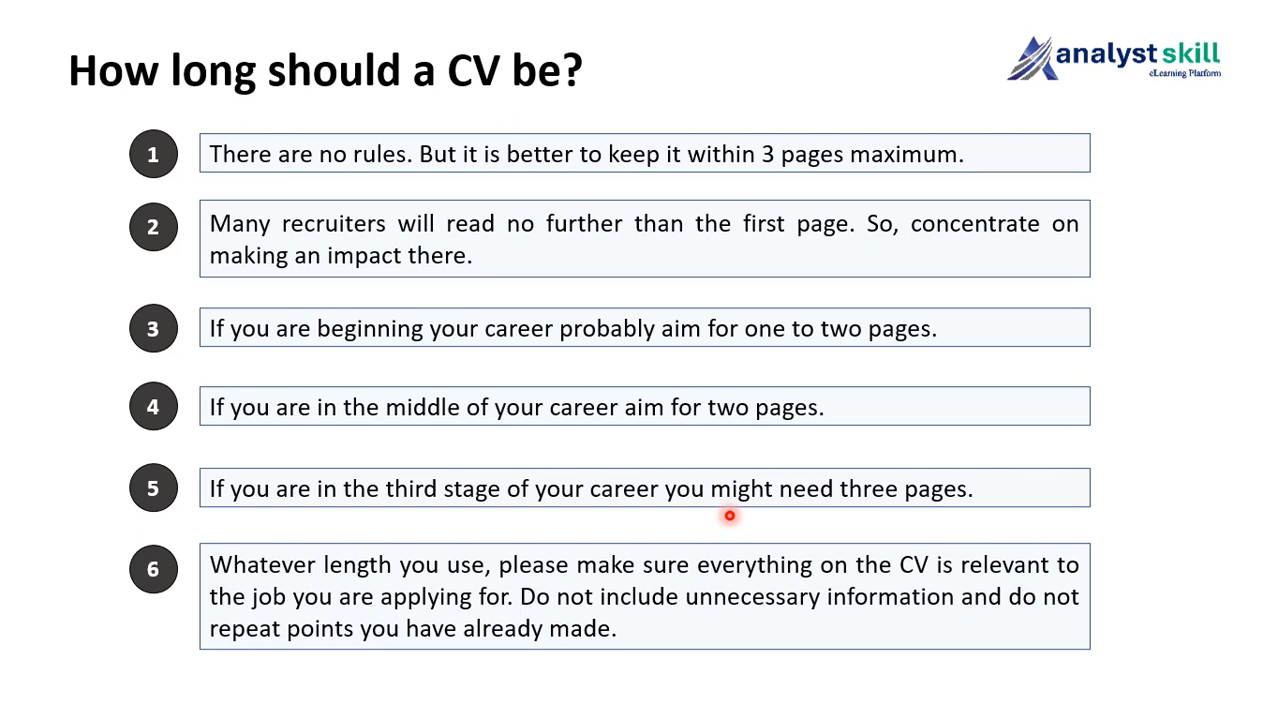 How long should a CV be?
analyst skill
eLearning Platform
1
There are no rules. But it is better to keep it within 3 pages maximum.
2
Many recruiters will read no further than the first page. So, concentrate on
making an impact there.
3
If you are beginning your career probably aim for one to two pages.
4
If you are in the middle of your career aim for two pages.
5
If you are in the third stage of your career you might need three pages.
6
Whatever length you use, please make sure everything on the CV is relevant to
the job you are applying for. Do not include unnecessary information and do not
repeat points you have already made.